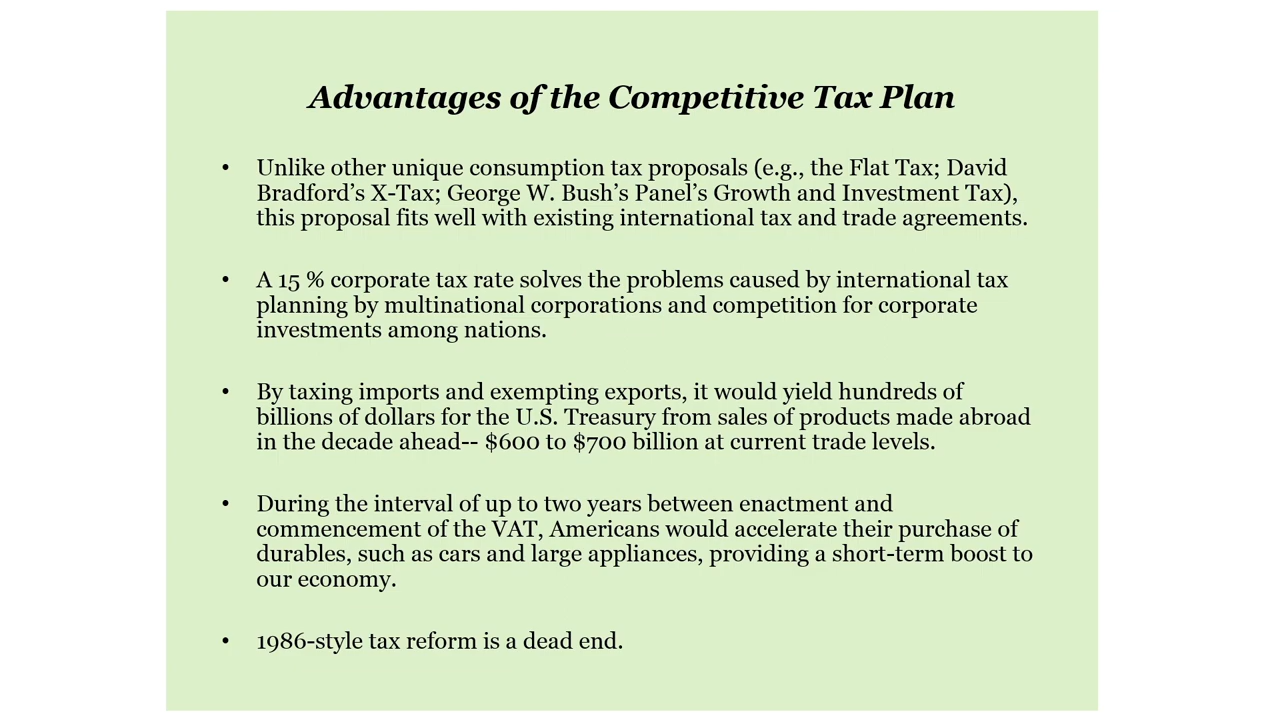 Advantages of the Competitive Tax Plan
• Unlike other unique consumption tax proposals (e.g., the Flat Tax; David
Bradford’s X-Tax; George W. Bush’s Panel’s Growth and Investment Tax),
this proposal fits well with existing international tax and trade agreements.
• A 15 % corporate tax rate solves the problems caused by international tax
planning by multinational corporations and competition for corporate
investments among nations.
• By taxing imports and exempting exports, it would yield hundreds of
billions of dollars for the U.S. Treasury from sales of products made abroad
in the decade ahead-- $600 to $700 billion at current trade levels.
• During the interval of up to two years between enactment and
commencement of the VAT, Americans would accelerate their purchase of
durables, such as cars and large appliances, providing a short-term boost to
our economy.
• 1986-style tax reform is a dead end.